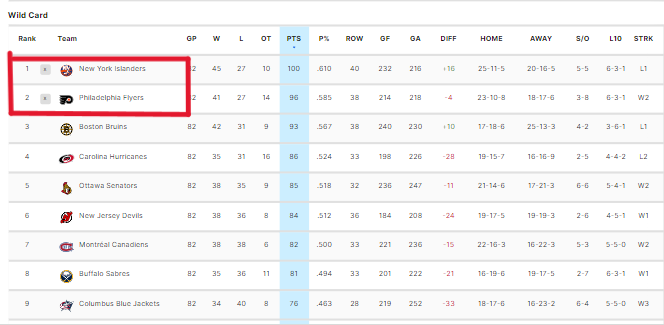 Wild Card
Rank Team GP W L OT PTS P% ROW GF GA DIFF HOME AWAY S/O L10 STRK
1 x New York Islanders 2 45 27 10 100 .610 40 232 216 +16 25-11-5 20-16-5 5-5 6-3-1 L1
2 x Philadelphia Flyers 2 41 27 14 96 .585 38 214 218 -4 23-10-8 18-17-6 3-8 6-3-1 W2
3 Boston Bruins 82 42 31 9 93 .567 38 240 230 +10 17-18-6 25-13-3 4-2 3-6-1 L1
4 Carolina Hurricanes 82 35 31 16 86 .524 33 198 226 -28 19-15-7 16-16-9 2-5 4-4-2 L2
5 Ottawa Senators 82 38 35 9 85 .518 32 236 247 -11 21-14-6 17-21-3 6-6 5-4-1 W2
6 New Jersey Devils 82 38 36 8 84 .512 36 184 208 -24 19-17-5 19-19-3 2-6 4-5-1 W1
7 Montréal Canadiens 82 38 38 6 82 .500 33 221 236 -15 22-16-3 16-22-3 5-3 5-5-0 W2
8 Buffalo Sabres 82 35 36 11 81 .494 33 201 222 -21 16-19-6 19-17-5 2-7 6-3-1 W1
9 Columbus Blue Jackets 82 34 40 8 76 .463 28 219 252 -33 18-17-6 16-23-2 6-4 5-5-0 W3